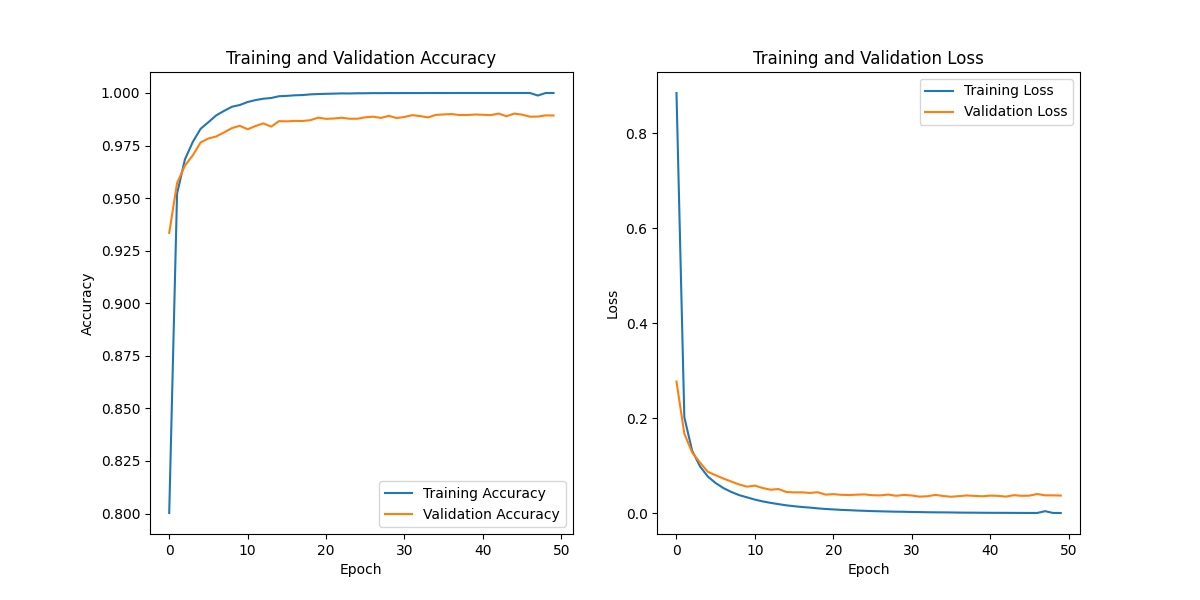 Training and Validation Accuracy
1.000
0.975
0.950
0.925
0.900
0.875
0.850
0.825
0.800
Accuracy
0
10
20
30
40
50
Epoch
Training Accuracy
Validation Accuracy
Training and Validation Loss
0.8
0.6
0.4
0.2
0.0
Loss
0
10
20
30
40
50
Epoch
Training Loss
Validation Loss